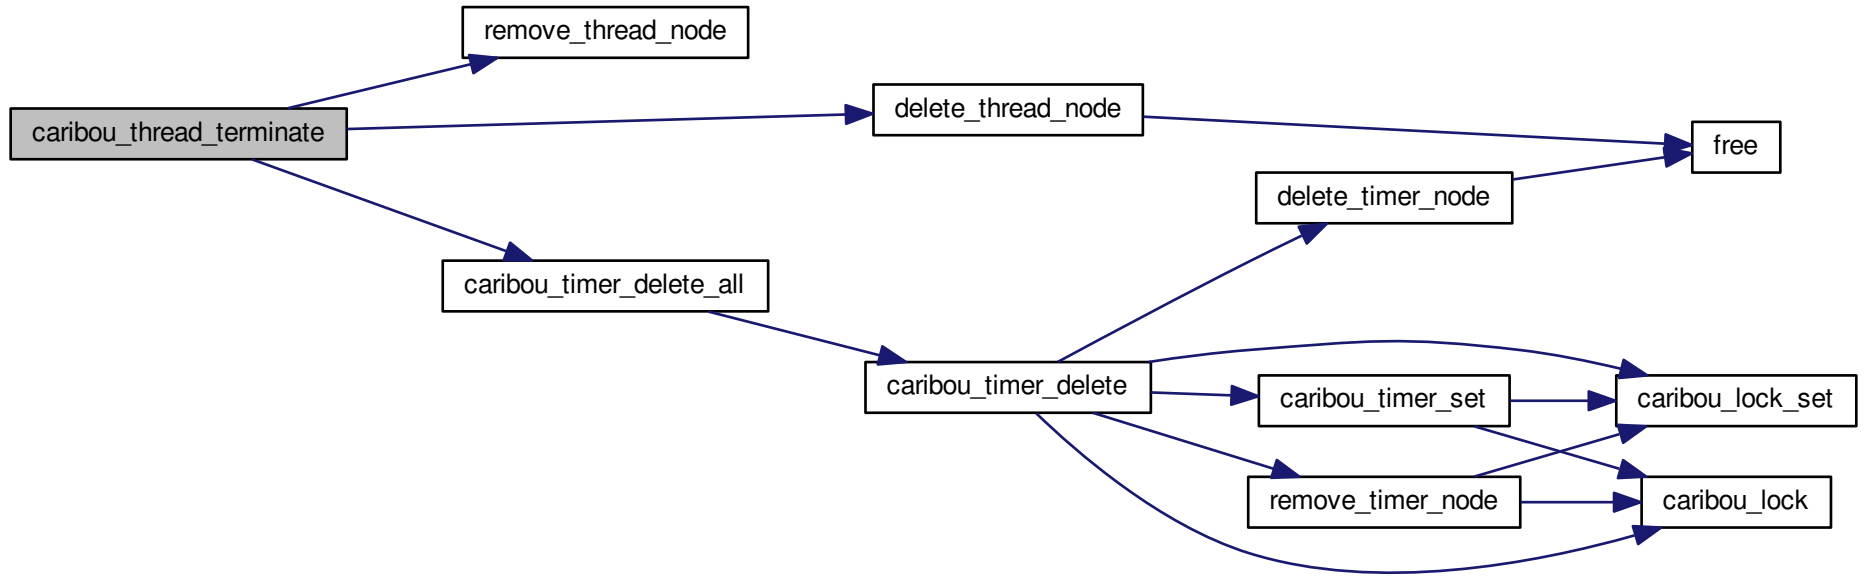 remove_thread_node
caribou_thread_terminate
delete_thread_node
free
delete_timer_node
caribou_timer_delete_all
caribou_timer_delete
caribou_timer_set
caribou_lock_set
remove_timer_node
caribou_lock